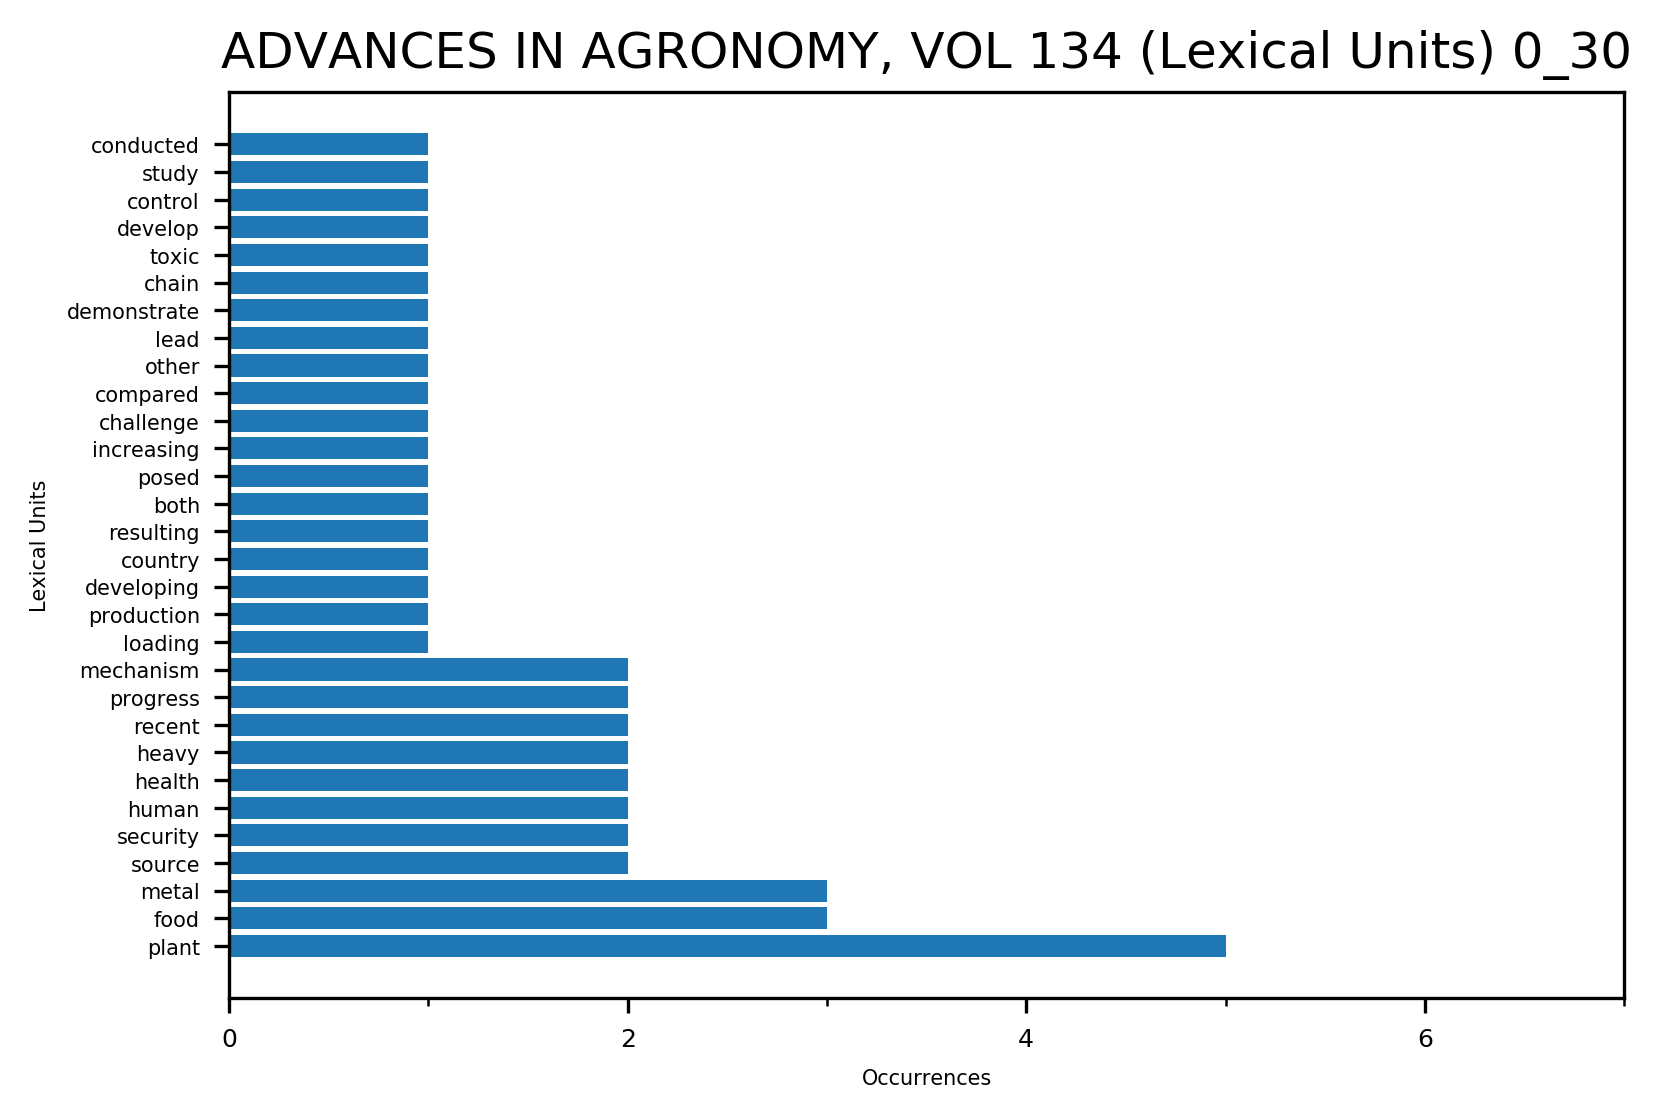 ADVANCES IN AGRONOMY, VOL 134 (Lexical Units) 0_30
conducted
study
control
develop
toxic
chain
demonstrate
lead
other
compared
challenge
increasing
posed
both
resulting
country
developing
production
loading
mechanism
progress
recent
heavy
health
human
security
source
metal
food
plant
Lexical Units
0 2 4 6
Occurrences